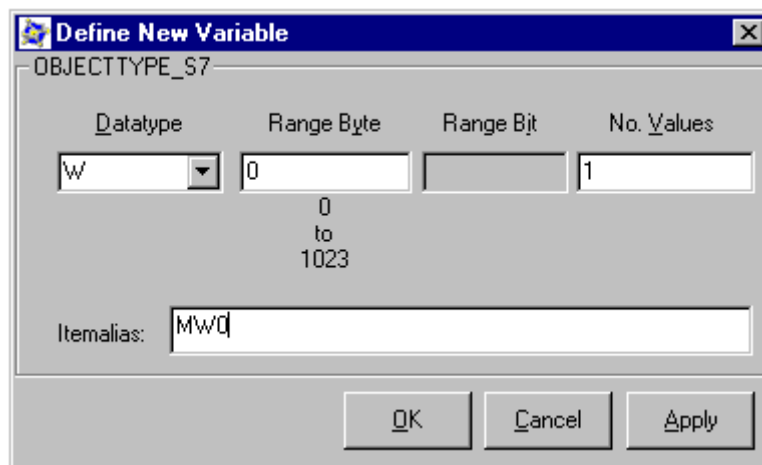 Define New Variable
OBJECTTYPE_S7
Datatype Range Byte Range Bit No. Values
W 0 1
0
to
1023
Itemalias: MW0
OK Cancel Apply